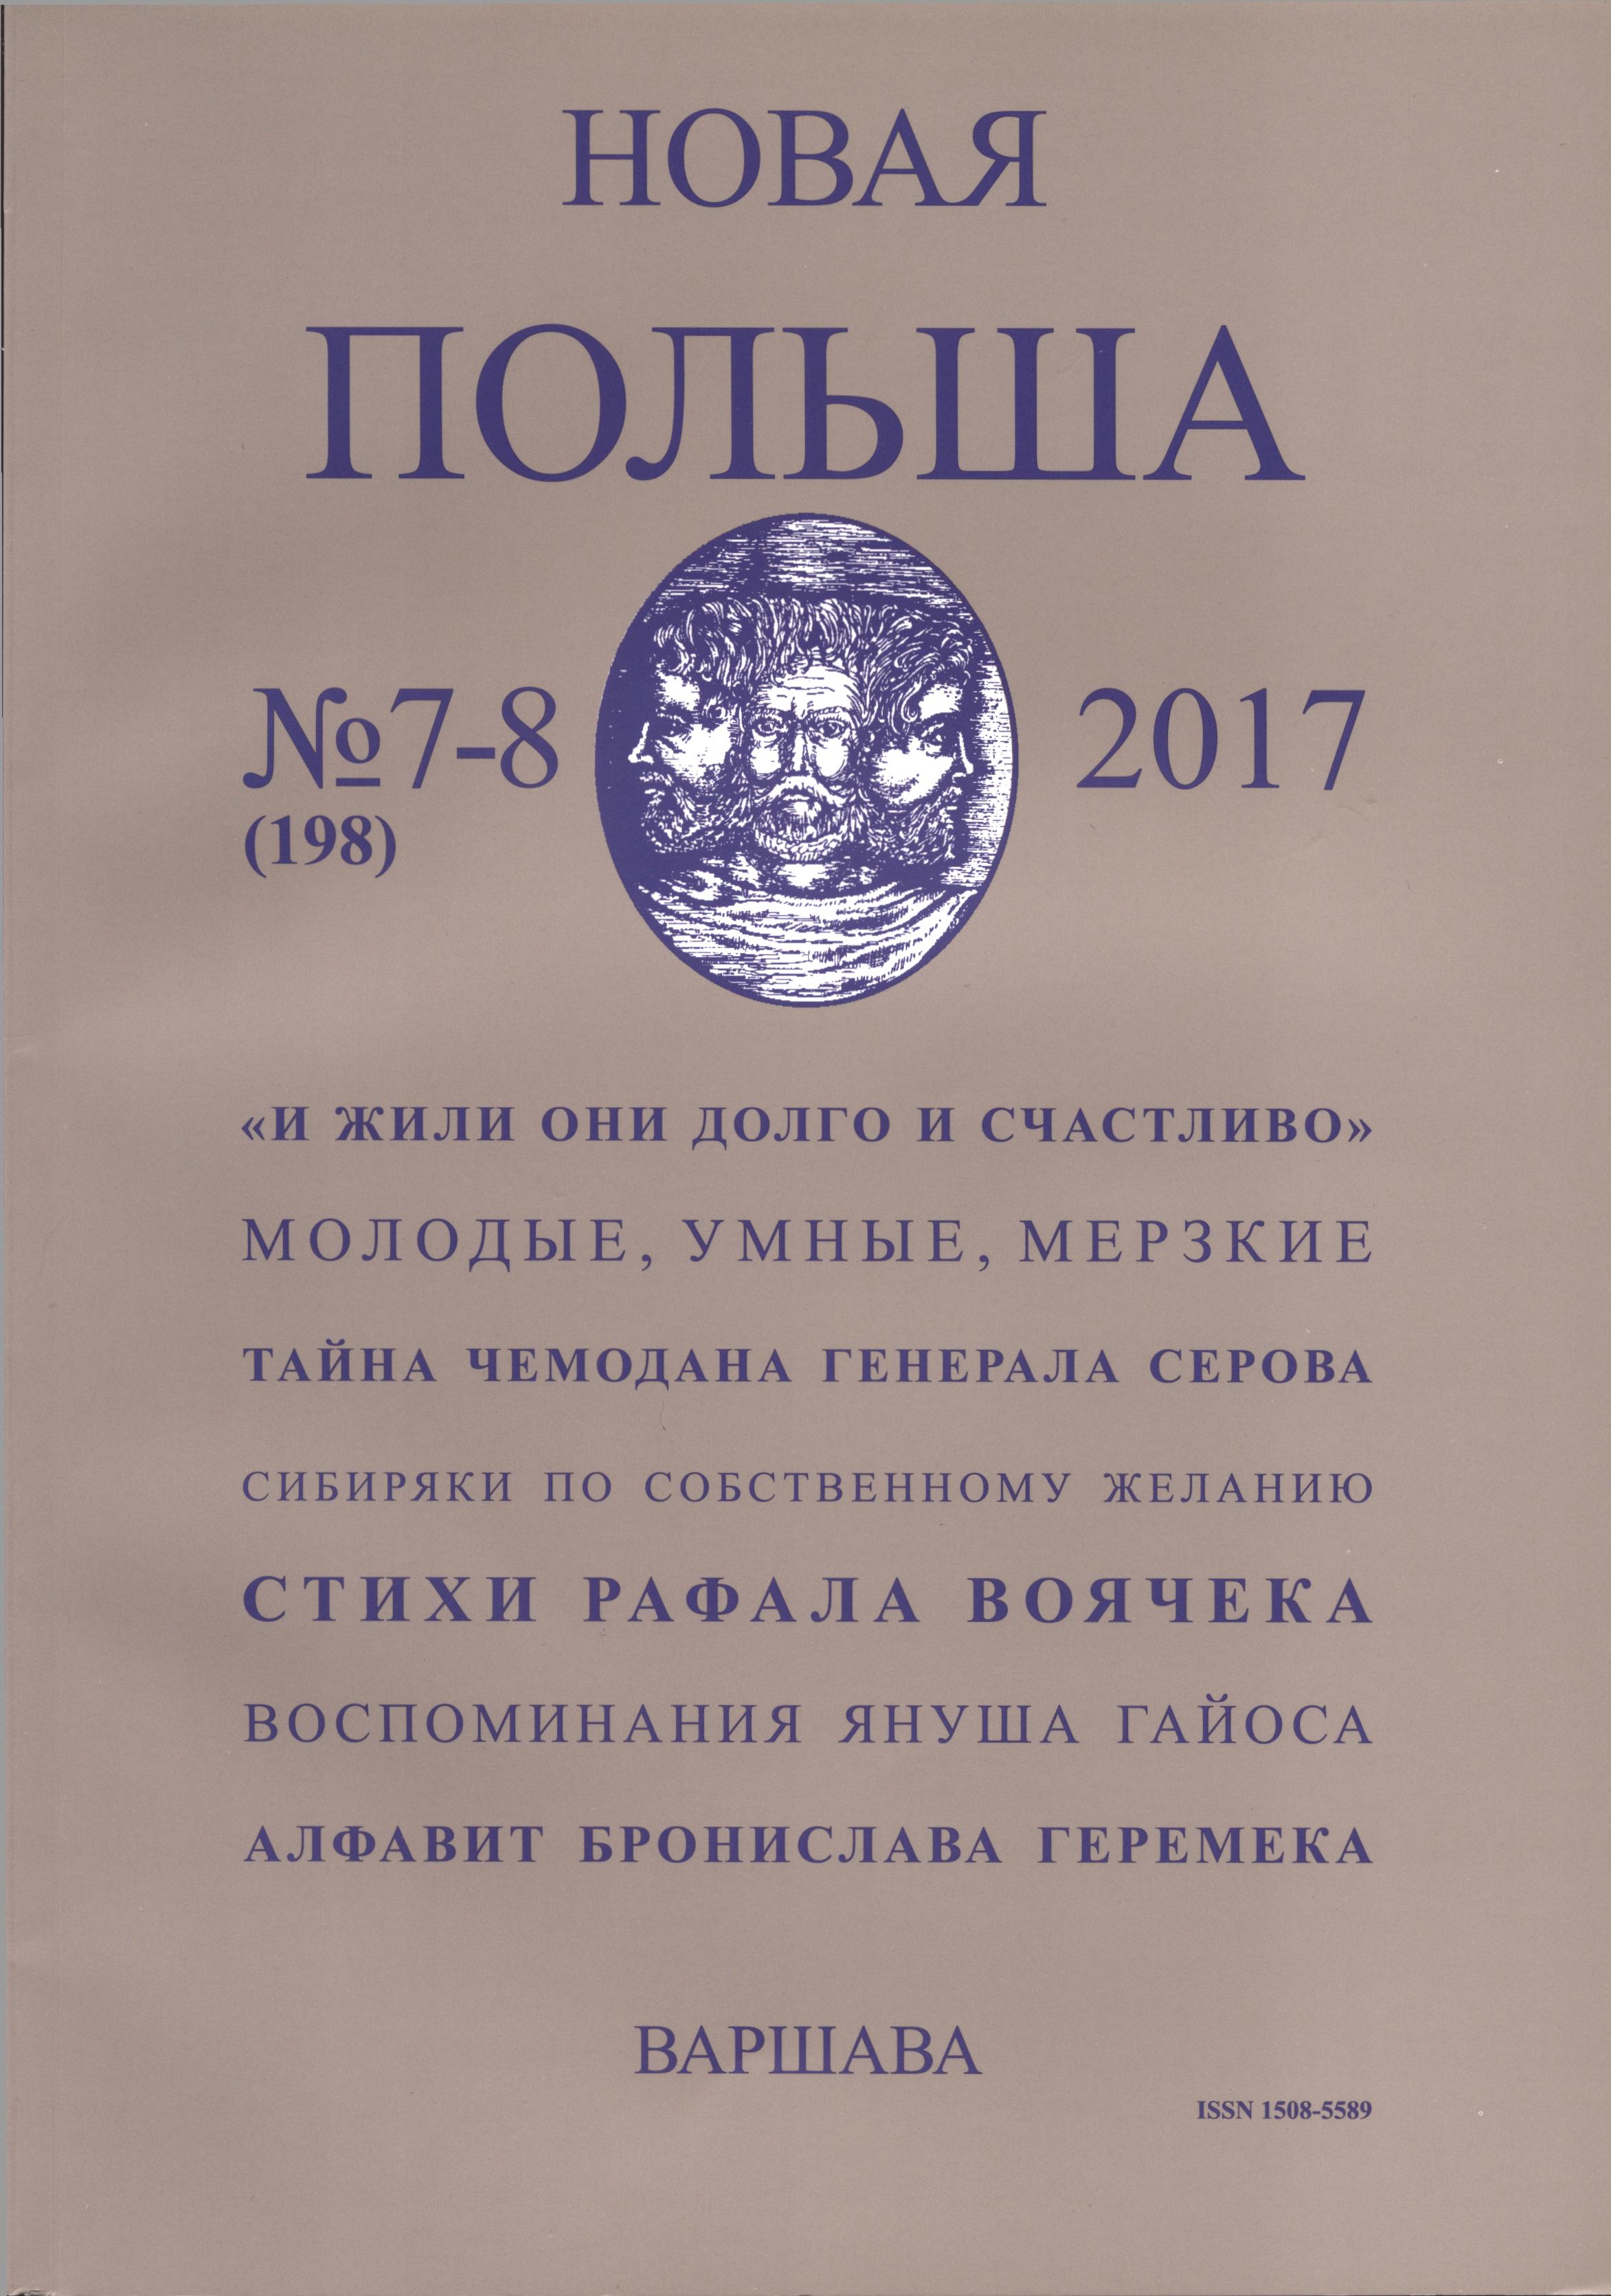 НОВАЯ
ПОЛЬША
№7-8
2017
(198)
«И ЖИЛИ ОНИ ДОЛГО И СЧАСТЛИВО»
МОЛОДЫЕ, УМНЫЕ, МЕРЗКИЕ
ТАЙНА ЧЕМОДАНА ГЕНЕРАЛА СЕРОВА
СИБИРЯКИ ПО СОБСТВЕННОМУ ЖЕЛАНИЮ
СТИХИ РАФАЛА ВОЯЧЕКА
ВОСПОМИНАНИЯ ЯНУША ГАЙОСА
АЛФАВИТ БРОНИСЛАВА ГЕРЕМЕКА
ВАРШАВА
ISSN 1508-5589